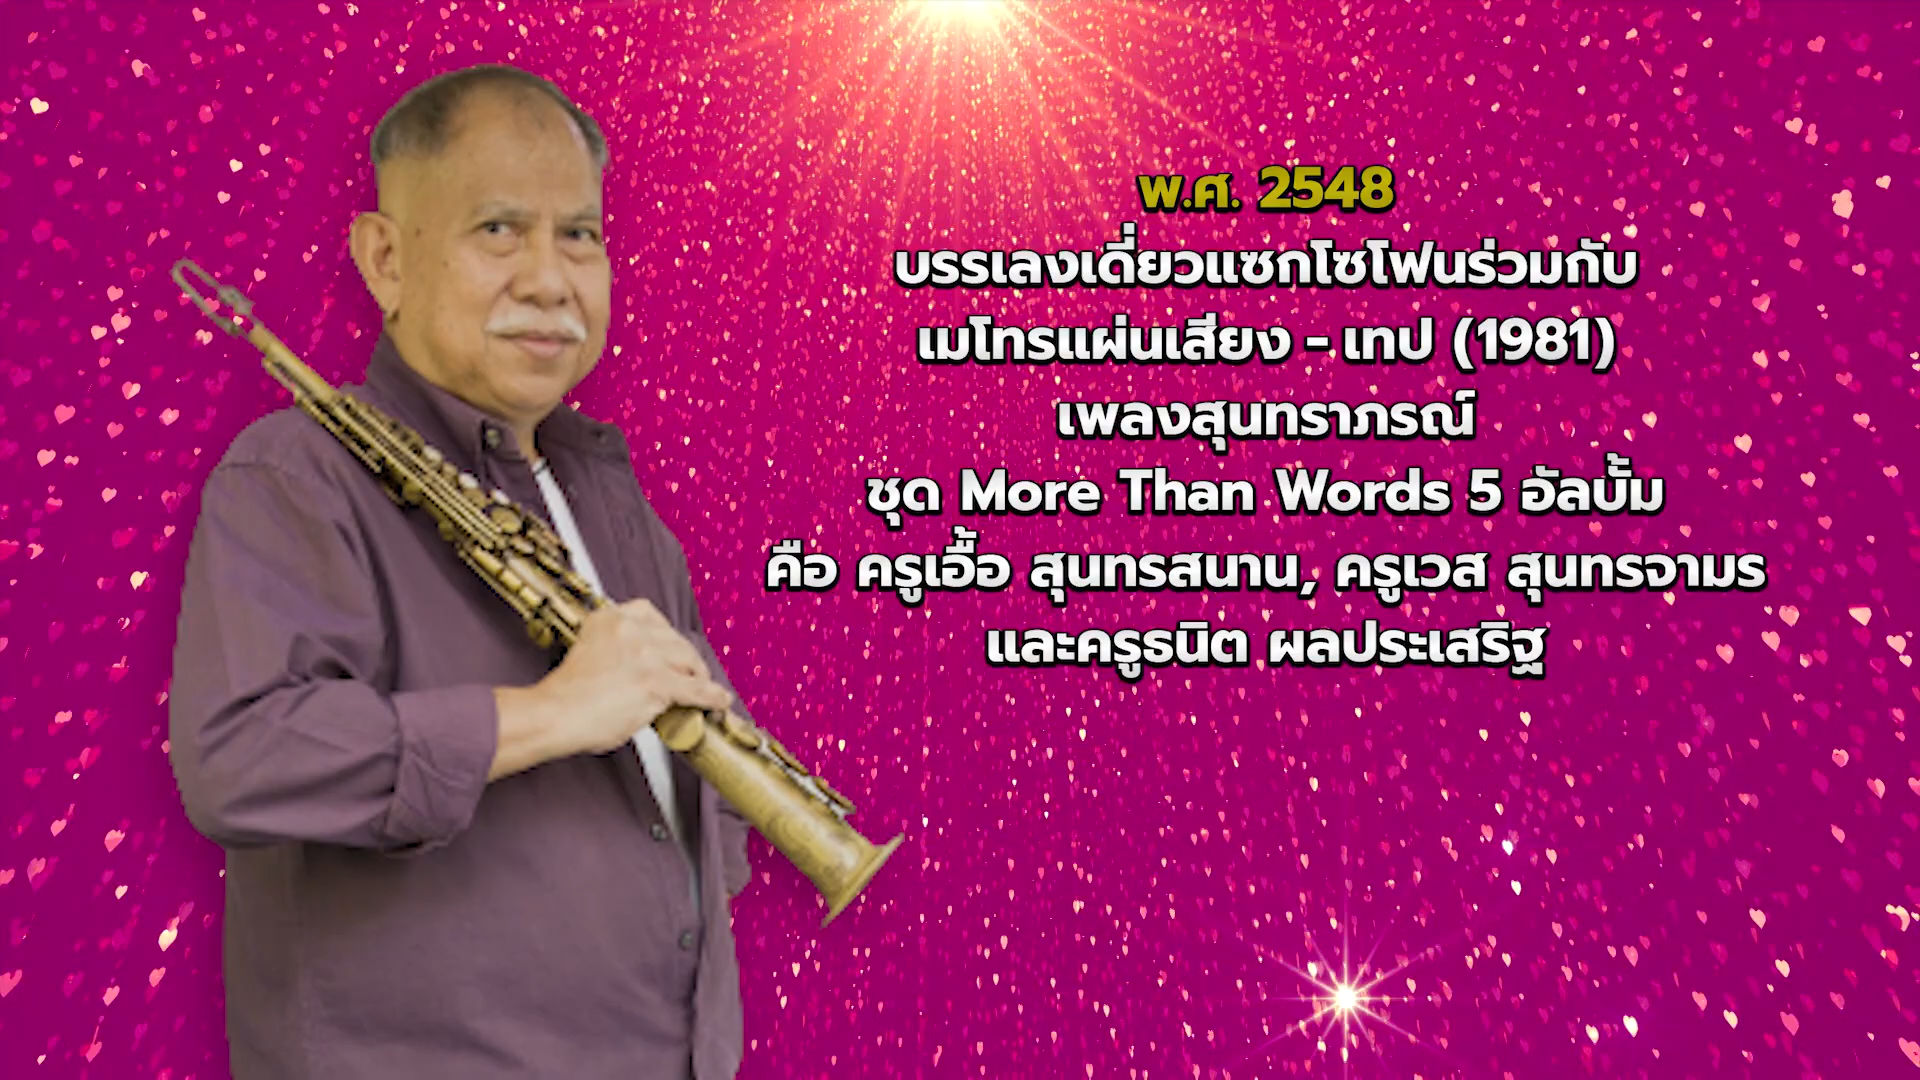 พ.ศ. 2548
บรรเลงเดี่ยวแซกโซโฟนร่วมกับ
เมโทรแผ่นเสียง - เทป (1981)
เพลงสุนทราภรณ์
ชุด More Than Words 5 อัลบั้ม
คือ ครูเอื้อ สุนทรสนาน, ครูเวส สุนทรจามร
และครูธนิต ผลประเสริฐ